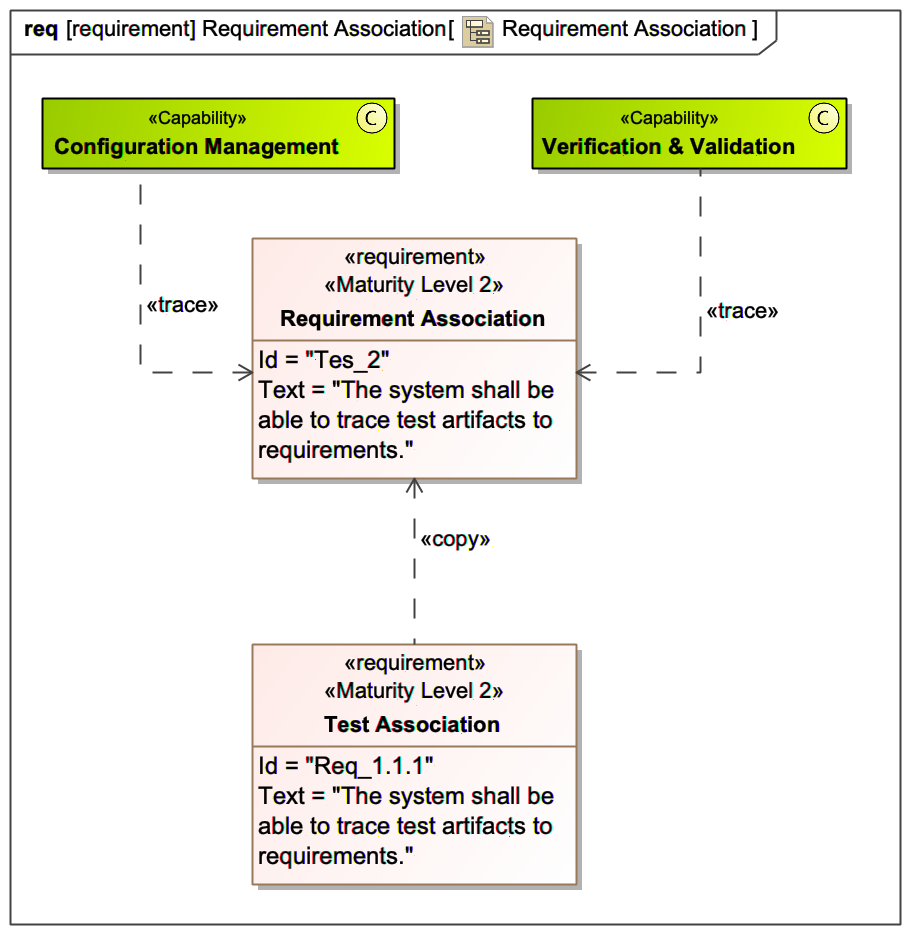 req [requirement] Requirement Association[ Requirement Association ]
«Capability»
C
Configuration Management
«Capability»
C
Verification & Validation
«trace»
«trace»
«requirement»
«Maturity Level 2»
Requirement Association
Id = "Tes_2"
Text = "The system shall be
able to trace test artifacts to
requirements."
«copy»
«requirement»
«Maturity Level 2»
Test Association
Id = "Req_1.1.1"
Text = "The system shall be
able to trace test artifacts to
requirements."